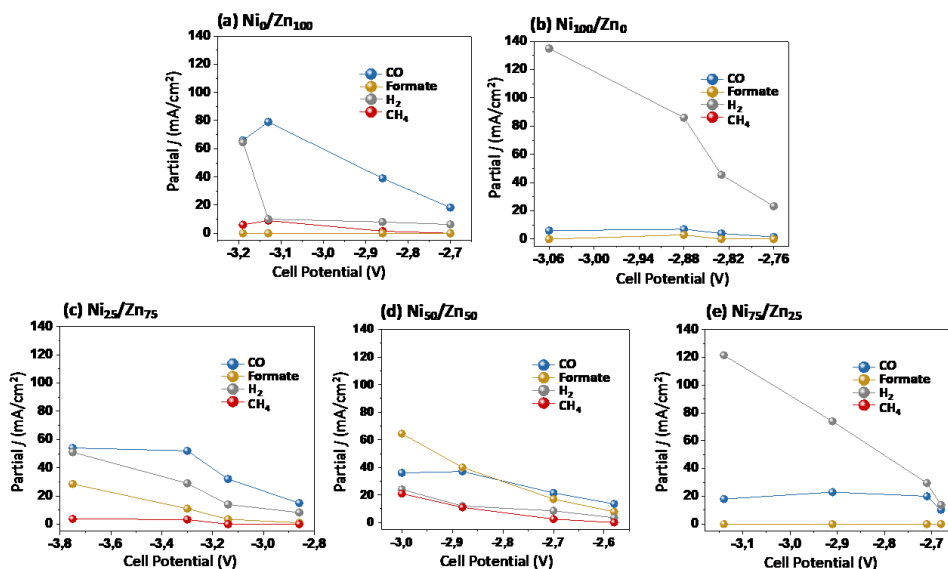 (a) Ni₀/Zn₁₀₀
Partial j (mA/cm²)
140
120
100
80
60
40
20
0
CO
Formate
H₂
CH₄
-3,2 -3,1 -3,0 -2,9 -2,8 -2,7
Cell Potential (V)
(b) Ni₁₀₀/Zn₀
Partial j (mA/cm²)
140
120
100
80
60
40
20
0
CO
Formate
H₂
CH₄
-3,06 -3,00 -2,94 -2,88 -2,82 -2,76
Cell Potential (V)
(c) Ni₂₅/Zn₇₅
Partial j (mA/cm²)
140
120
100
80
60
40
20
0
CO
Formate
H₂
CH₄
-3,8 -3,6 -3,4 -3,2 -3,0 -2,8
Cell Potential (V)
(d) Ni₅₀/Zn₅₀
Partial j (mA/cm²)
140
120
100
80
60
40
20
0
CO
Formate
H₂
CH₄
-3,0 -2,9 -2,8 -2,7 -2,6
Cell Potential (V)
(e) Ni₇₅/Zn₂₅
Partial j (mA/cm²)
140
120
100
80
60
40
20
0
CO
Formate
H₂
CH₄
-3,1 -3,0 -2,9 -2,8 -2,7
Cell Potential (V)